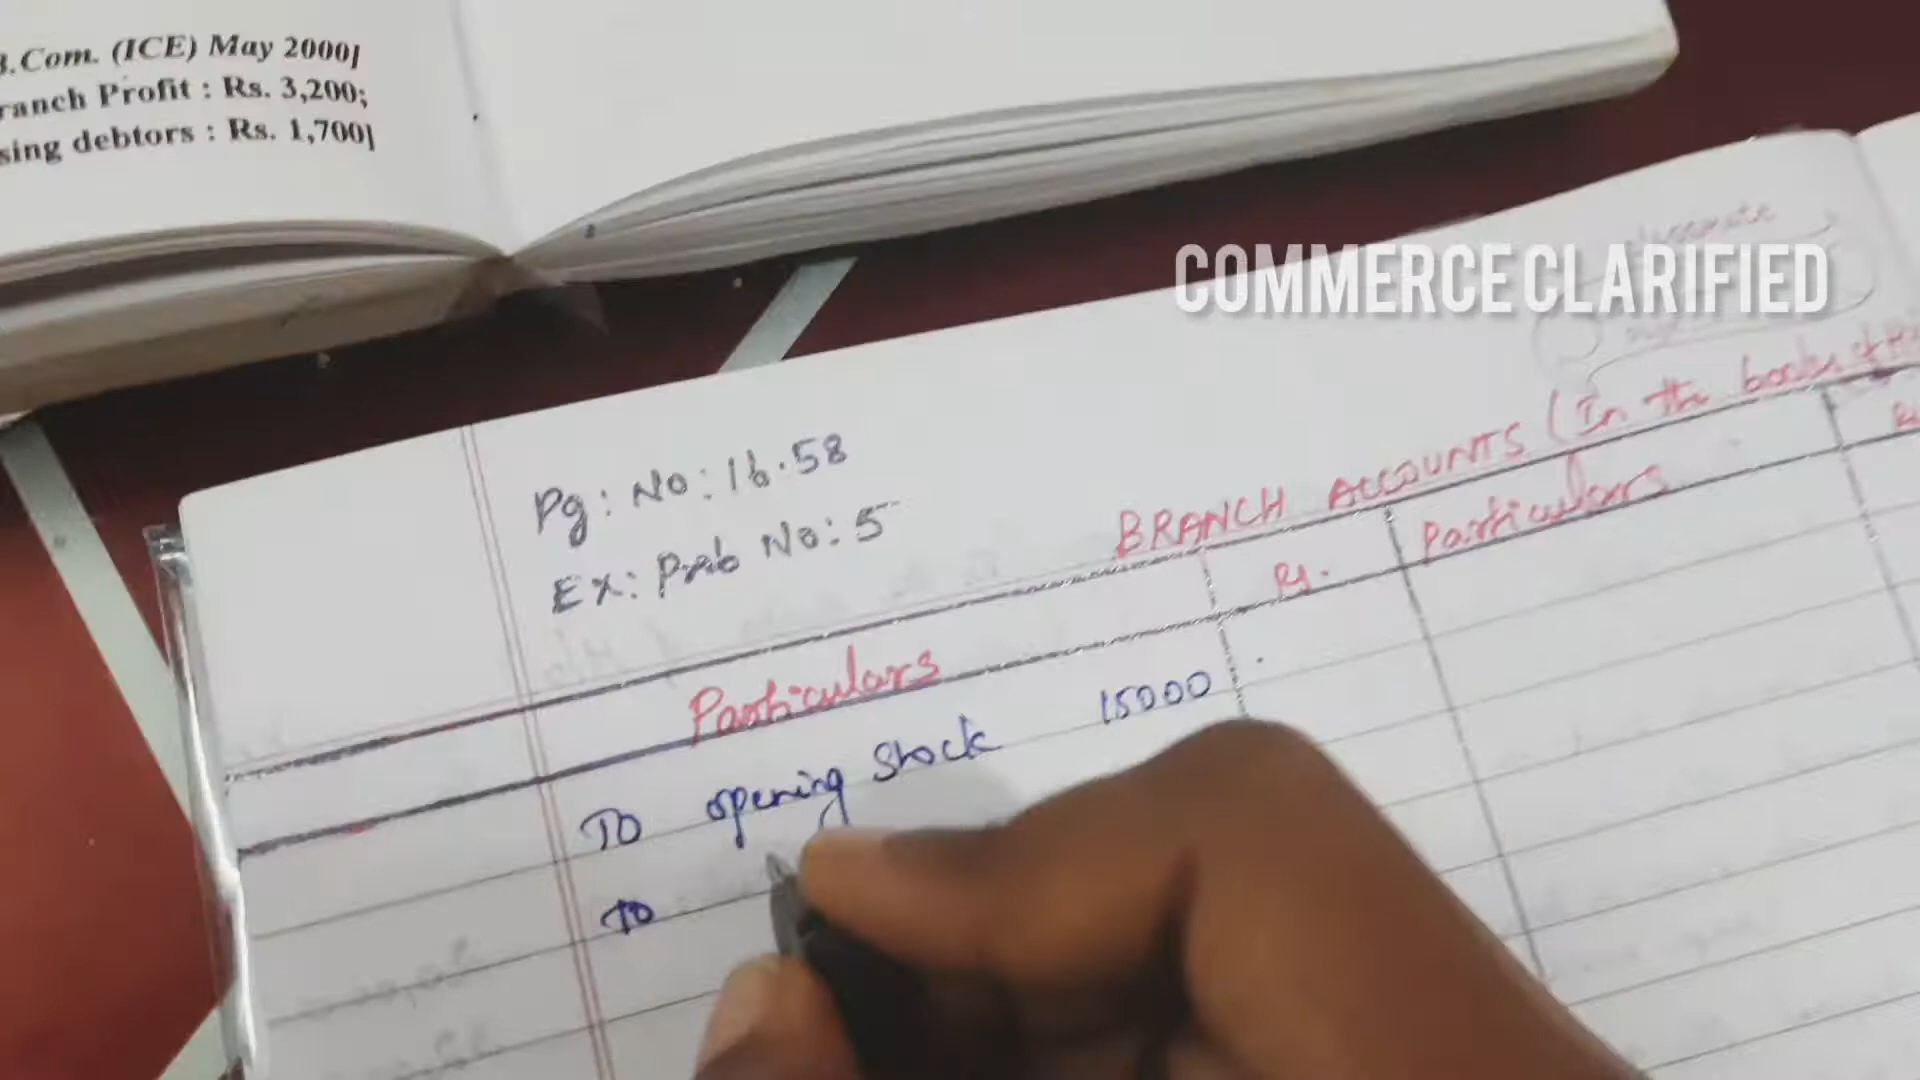 B.Com. (ICE) May 2000]
ranch Profit : Rs. 3,200;
sing debtors : Rs. 1,700]
COMMERCE CLARIFIED
Pg: No: 16.58
Ex: Prob No: 5
BRANCH ACCOUNTS (In the books of H
Particulars Rs. Particulars Rs
To opening stock 15000
To